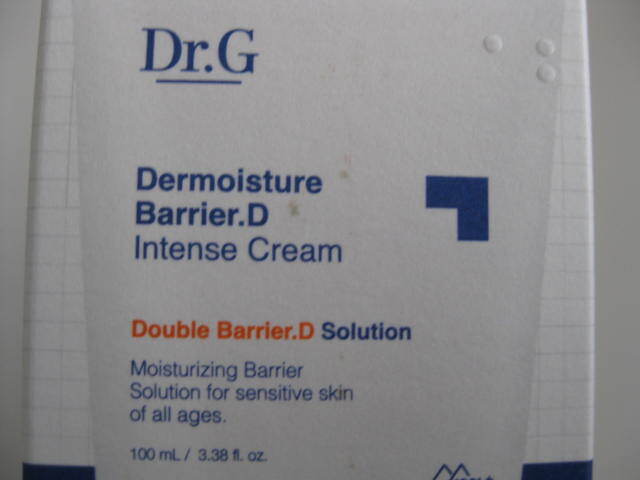 Dr.G
Dermoisture
Barrier.D
Intense Cream
Double Barrier.D Solution
Moisturizing Barrier
Solution for sensitive skin
of all ages.
100 mL / 3.38 fl. oz.